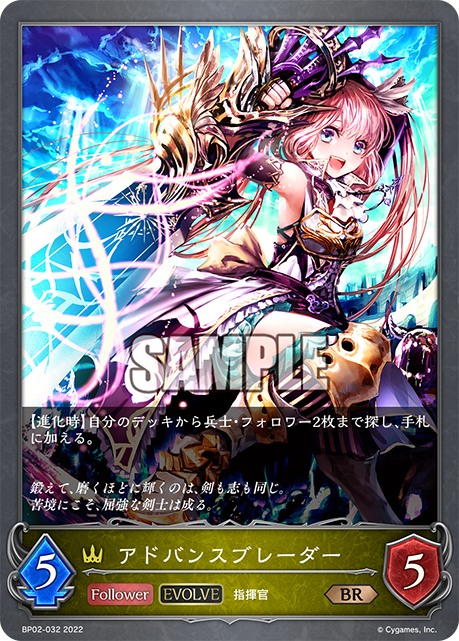 SAMPLE
【進化時】自分のデッキから兵士・フォロワー2枚まで探し、手札
に加える。
鍛えて、磨くほどに輝くのは、剣も志も同じ。
苦境にこそ、屈強な剣士は成る。
5
アドバンスブレーダー
5
Follower EVOLVE 指揮官 BR
BP02-032 2022
© Cygames, Inc.